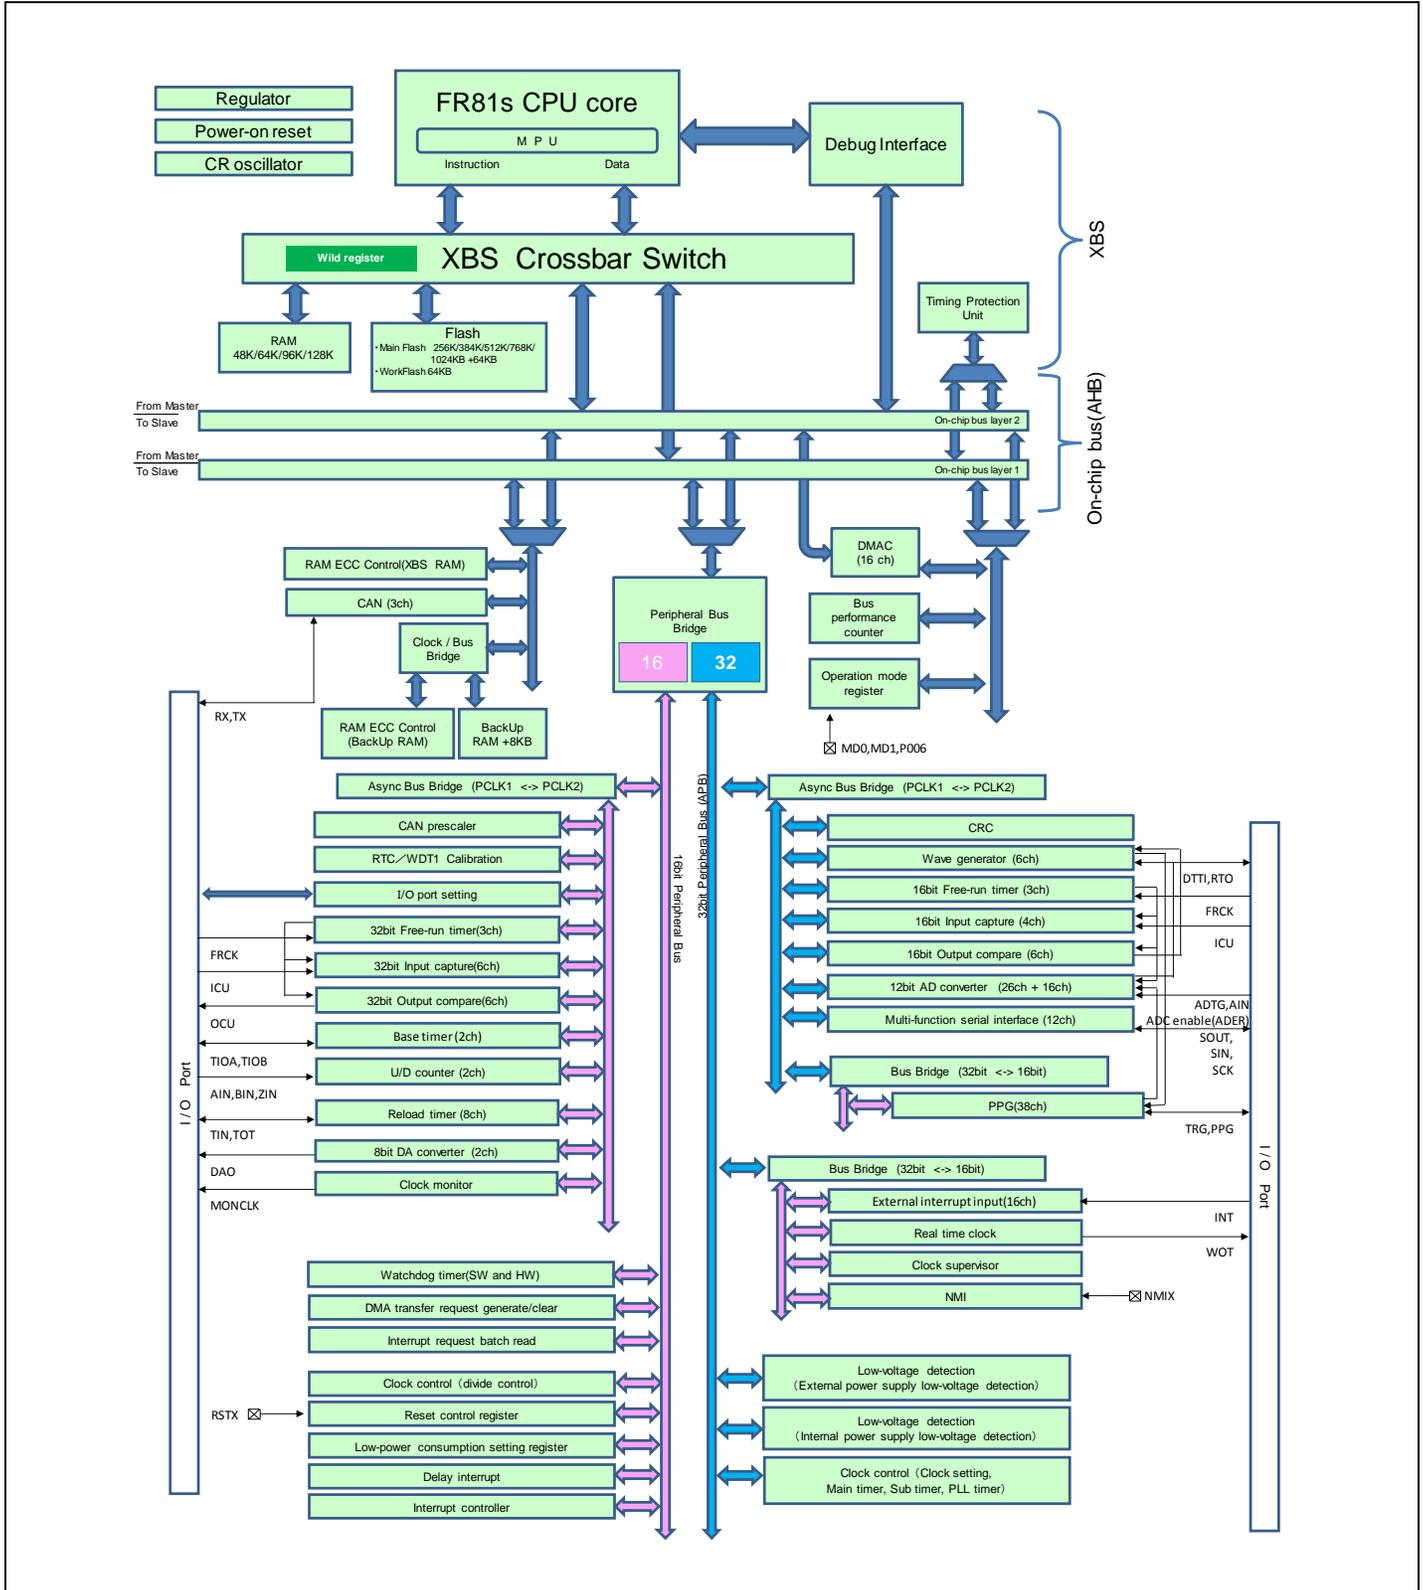 Regulator
Power-on reset
CR oscillator
FR81s CPU core
M P U
Instruction
Data
Debug Interface
XBS
Wild register
XBS Crossbar Switch
Timing Protection
Unit
RAM
48K/64K/96K/128K
Flash
・Main Flash 256K/384K/512K/768K/
1024KB +64KB
・WorkFlash 64KB
On-chip bus(AHB)
From Master
To Slave
On-chip bus layer 2
From Master
To Slave
On-chip bus layer 1
RAM ECC Control(XBS RAM)
CAN (3ch)
Clock / Bus
Bridge
RX,TX
RAM ECC Control
(BackUp RAM)
BackUp
RAM +8KB
Peripheral Bus
Bridge
16
32
DMAC
(16 ch)
Bus
performance
counter
Operation mode
register
MD0,MD1,P006
16bit Peripheral Bus
32bit Peripheral Bus (APB)
Async Bus Bridge (PCLK1 <-> PCLK2)
CAN prescaler
RTC／WDT1 Calibration
I/O port setting
32bit Free-run timer(3ch)
FRCK
32bit Input capture(6ch)
ICU
32bit Output compare(6ch)
OCU
Base timer (2ch)
TIOA,TIOB
U/D counter (2ch)
AIN,BIN,ZIN
Reload timer (8ch)
TIN,TOT
8bit DA converter (2ch)
DAO
Clock monitor
MONCLK
I / O Port
Watchdog timer(SW and HW)
DMA transfer request generate/clear
Interrupt request batch read
Clock control（divide control）
RSTX
Reset control register
Low-power consumption setting register
Delay interrupt
Interrupt controller
Async Bus Bridge (PCLK1 <-> PCLK2)
CRC
Wave generator (6ch)
DTTI,RTO
16bit Free-run timer (3ch)
FRCK
16bit Input capture (4ch)
ICU
16bit Output compare (6ch)
12bit AD converter (26ch + 16ch)
ADTG,AIN
ADC enable(ADER)
Multi-function serial interface (12ch)
SOUT,
SIN,
SCK
Bus Bridge (32bit <-> 16bit)
PPG(38ch)
TRG,PPG
I / O Port
Bus Bridge (32bit <-> 16bit)
External interrupt input(16ch)
INT
Real time clock
WOT
Clock supervisor
NMI
NMIX
Low-voltage detection
（External power supply low-voltage detection）
Low-voltage detection
（Internal power supply low-voltage detection）
Clock control（Clock setting,
Main timer, Sub timer, PLL timer）